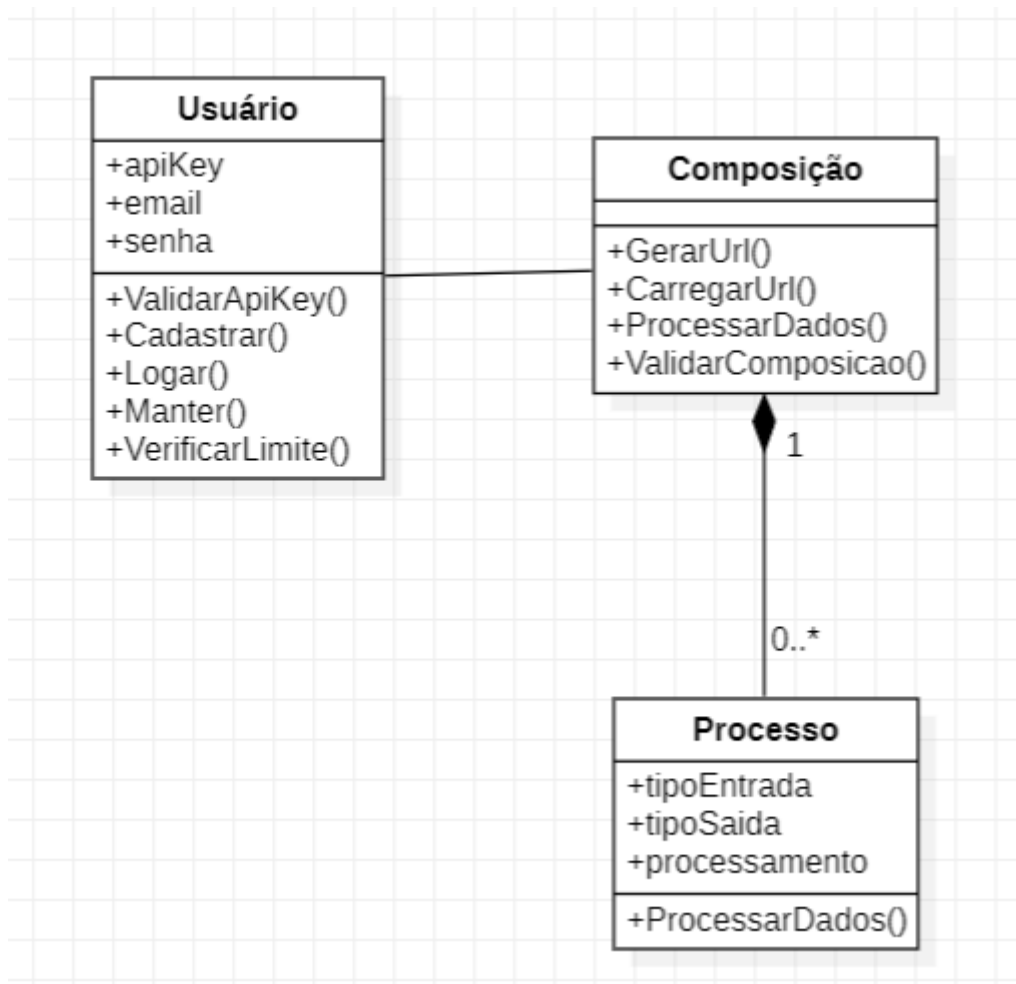 Usuário
+apiKey
+email
+senha
+ValidarApiKey()
+Cadastrar()
+Logar()
+Manter()
+VerificarLimite()
Composição
+GerarUrl()
+CarregarUrl()
+ProcessarDados()
+ValidarComposicao()
1
0..*
Processo
+tipoEntrada
+tipoSaida
+processamento
+ProcessarDados()